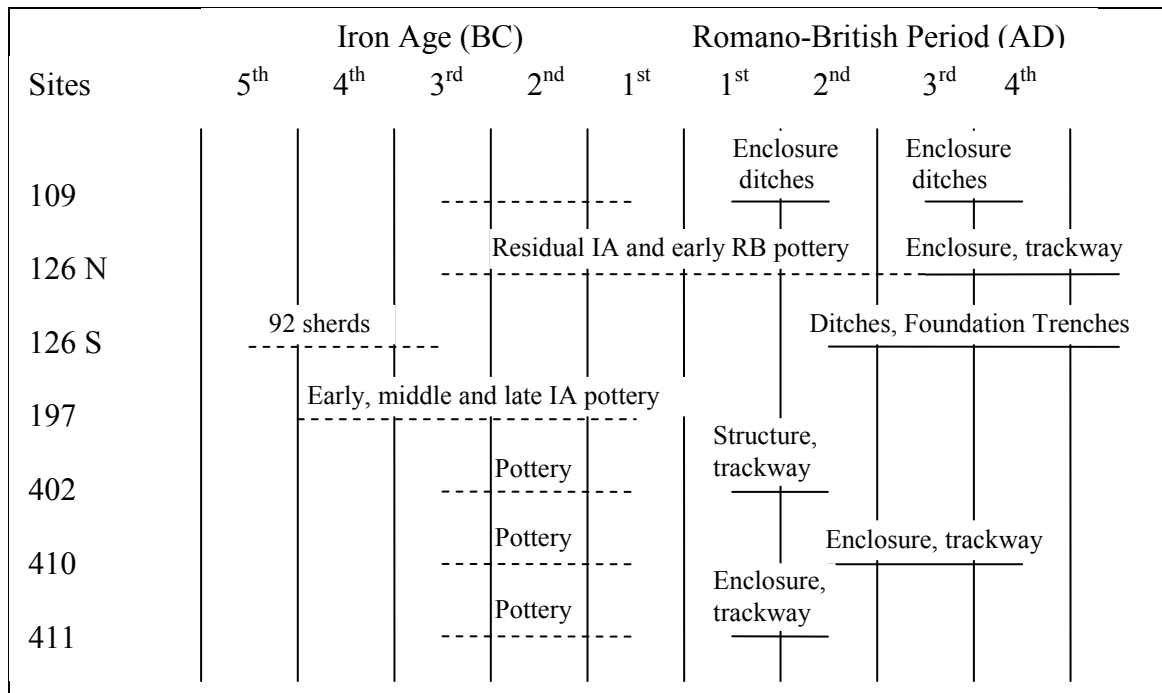 Iron Age (BC) Romano-British Period (AD)
Sites 5th 4th 3rd 2nd 1st 1st 2nd 3rd 4th
Enclosure ditches Enclosure ditches
109
Residual IA and early RB pottery Enclosure, trackway
126 N
92 sherds Ditches, Foundation Trenches
126 S
Early, middle and late IA pottery
197
Structure, trackway
Pottery
402
Pottery Enclosure, trackway
410
Enclosure, trackway
Pottery
411